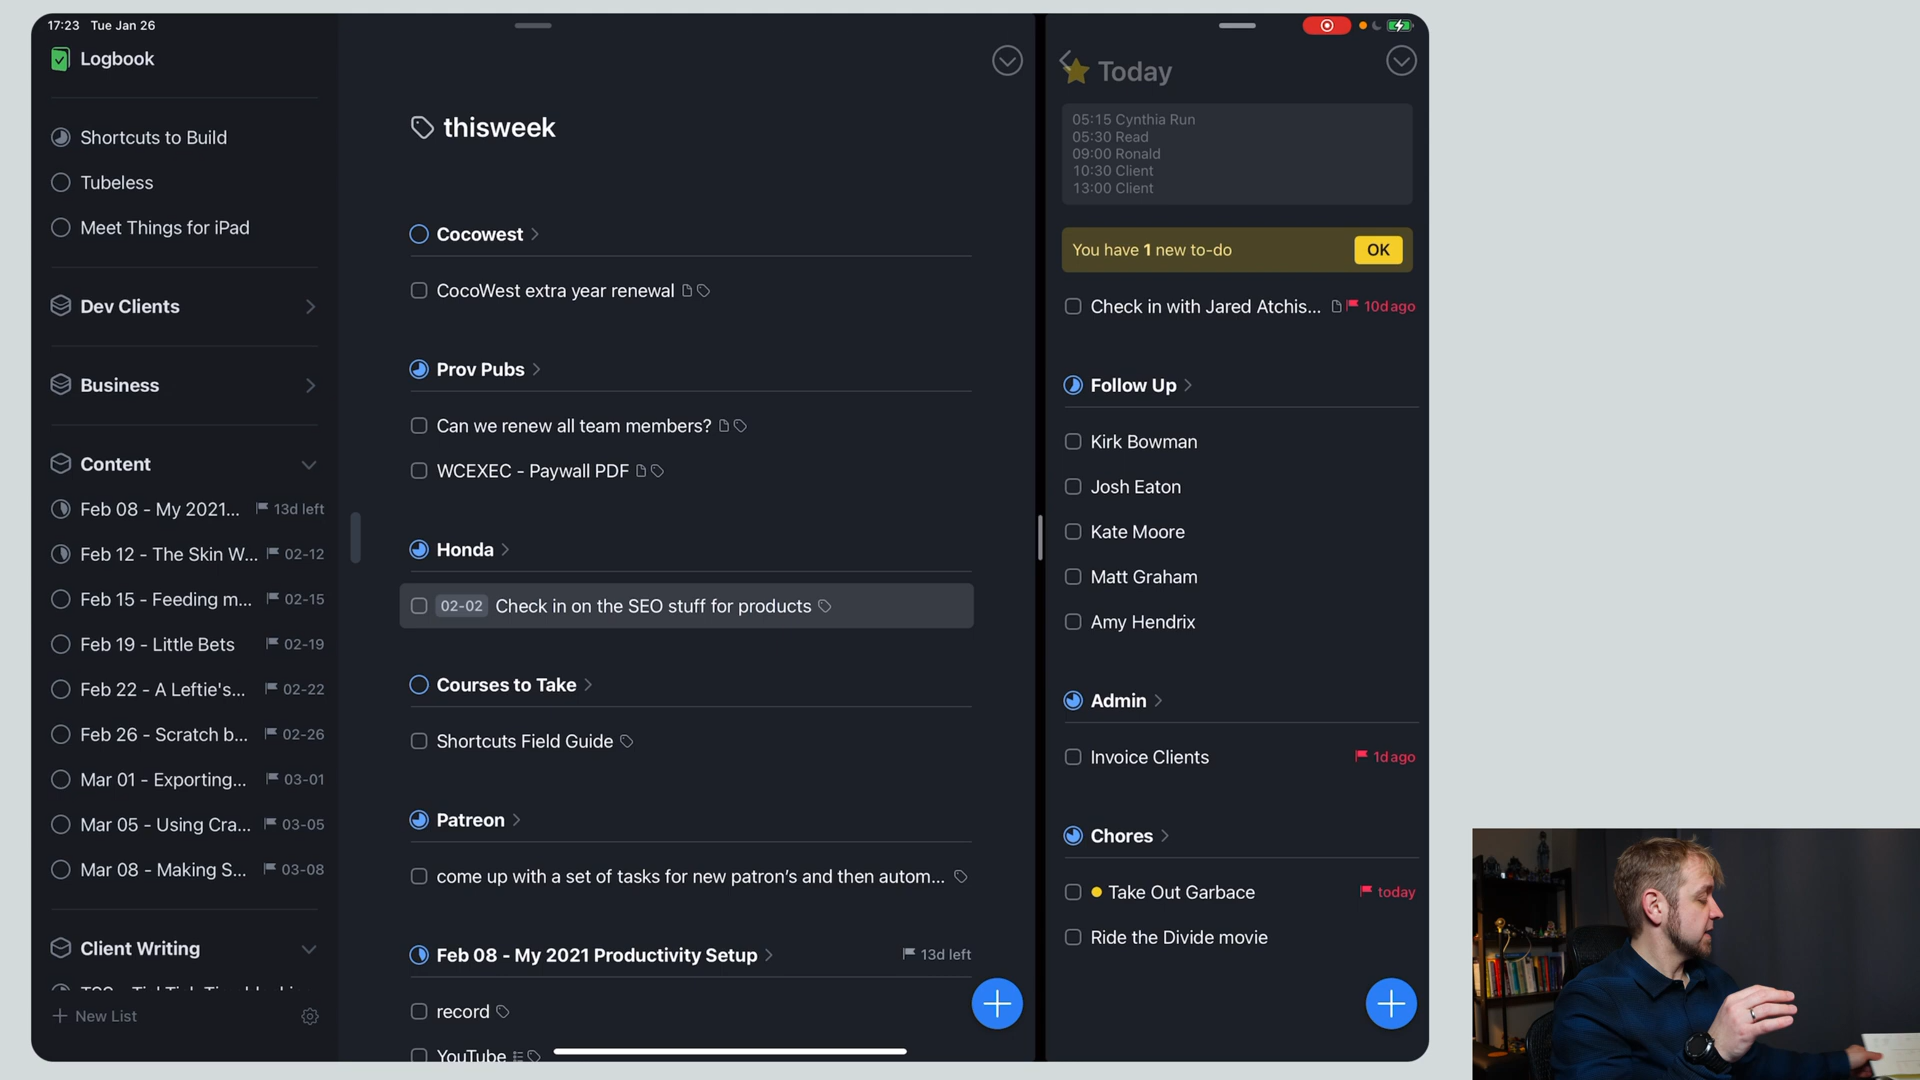 17:23 Tue Jan 26
Logbook
Shortcuts to Build
Tubeless
Meet Things for iPad
Dev Clients
Business
Content
Feb 08 - My 2021... 13d left
Feb 12 - The Skin W... 02-12
Feb 15 - Feeding m... 02-15
Feb 19 - Little Bets 02-19
Feb 22 - A Leftie's... 02-22
Feb 26 - Scratch b... 02-26
Mar 01 - Exporting... 03-01
Mar 05 - Using Cra... 03-05
Mar 08 - Making S... 03-08
Client Writing
New List
thisweek
Cocowest
CocoWest extra year renewal
Prov Pubs
Can we renew all team members?
WCEXEC - Paywall PDF
Honda
02-02 Check in on the SEO stuff for products
Courses to Take
Shortcuts Field Guide
Patreon
come up with a set of tasks for new patron’s and then autom...
Feb 08 - My 2021 Productivity Setup 13d left
record
YouTube
Today
05:15 Cynthia Run
05:30 Read
09:00 Ronald
10:30 Client
13:00 Client
You have 1 new to-do OK
Check in with Jared Atchis... 10d ago
Follow Up
Kirk Bowman
Josh Eaton
Kate Moore
Matt Graham
Amy Hendrix
Admin
Invoice Clients 1d ago
Chores
Take Out Garbace today
Ride the Divide movie